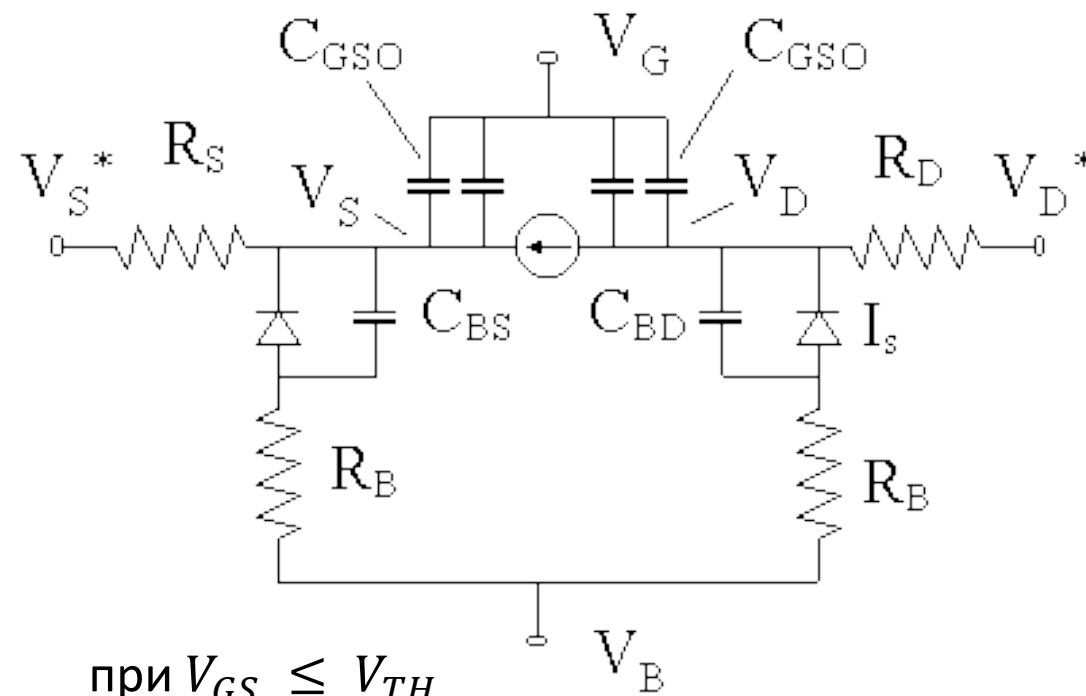 C_GSO V_G C_GSO
V_S* R_S V_S V_D R_D V_D*
C_BS C_BD I_s
R_B R_B
V_B
при V_GS ≤ V_TH